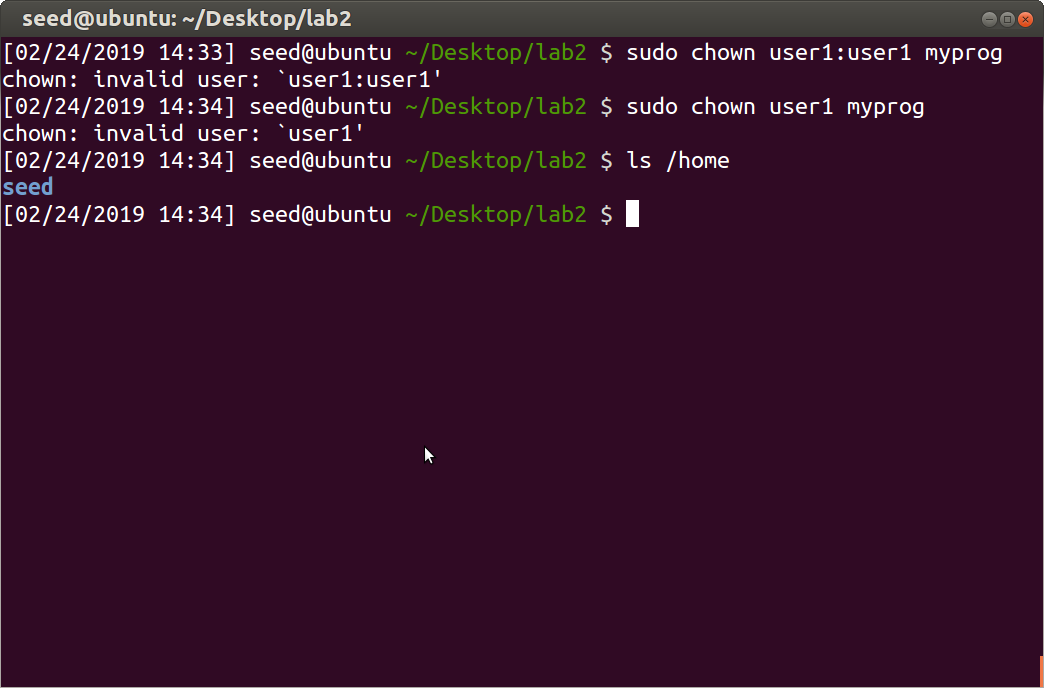 seed@ubuntu: ~/Desktop/lab2
[02/24/2019 14:33] seed@ubuntu ~/Desktop/lab2 $ sudo chown user1:user1 myprog
chown: invalid user: `user1:user1'
[02/24/2019 14:34] seed@ubuntu ~/Desktop/lab2 $ sudo chown user1 myprog
chown: invalid user: `user1'
[02/24/2019 14:34] seed@ubuntu ~/Desktop/lab2 $ ls /home
seed
[02/24/2019 14:34] seed@ubuntu ~/Desktop/lab2 $